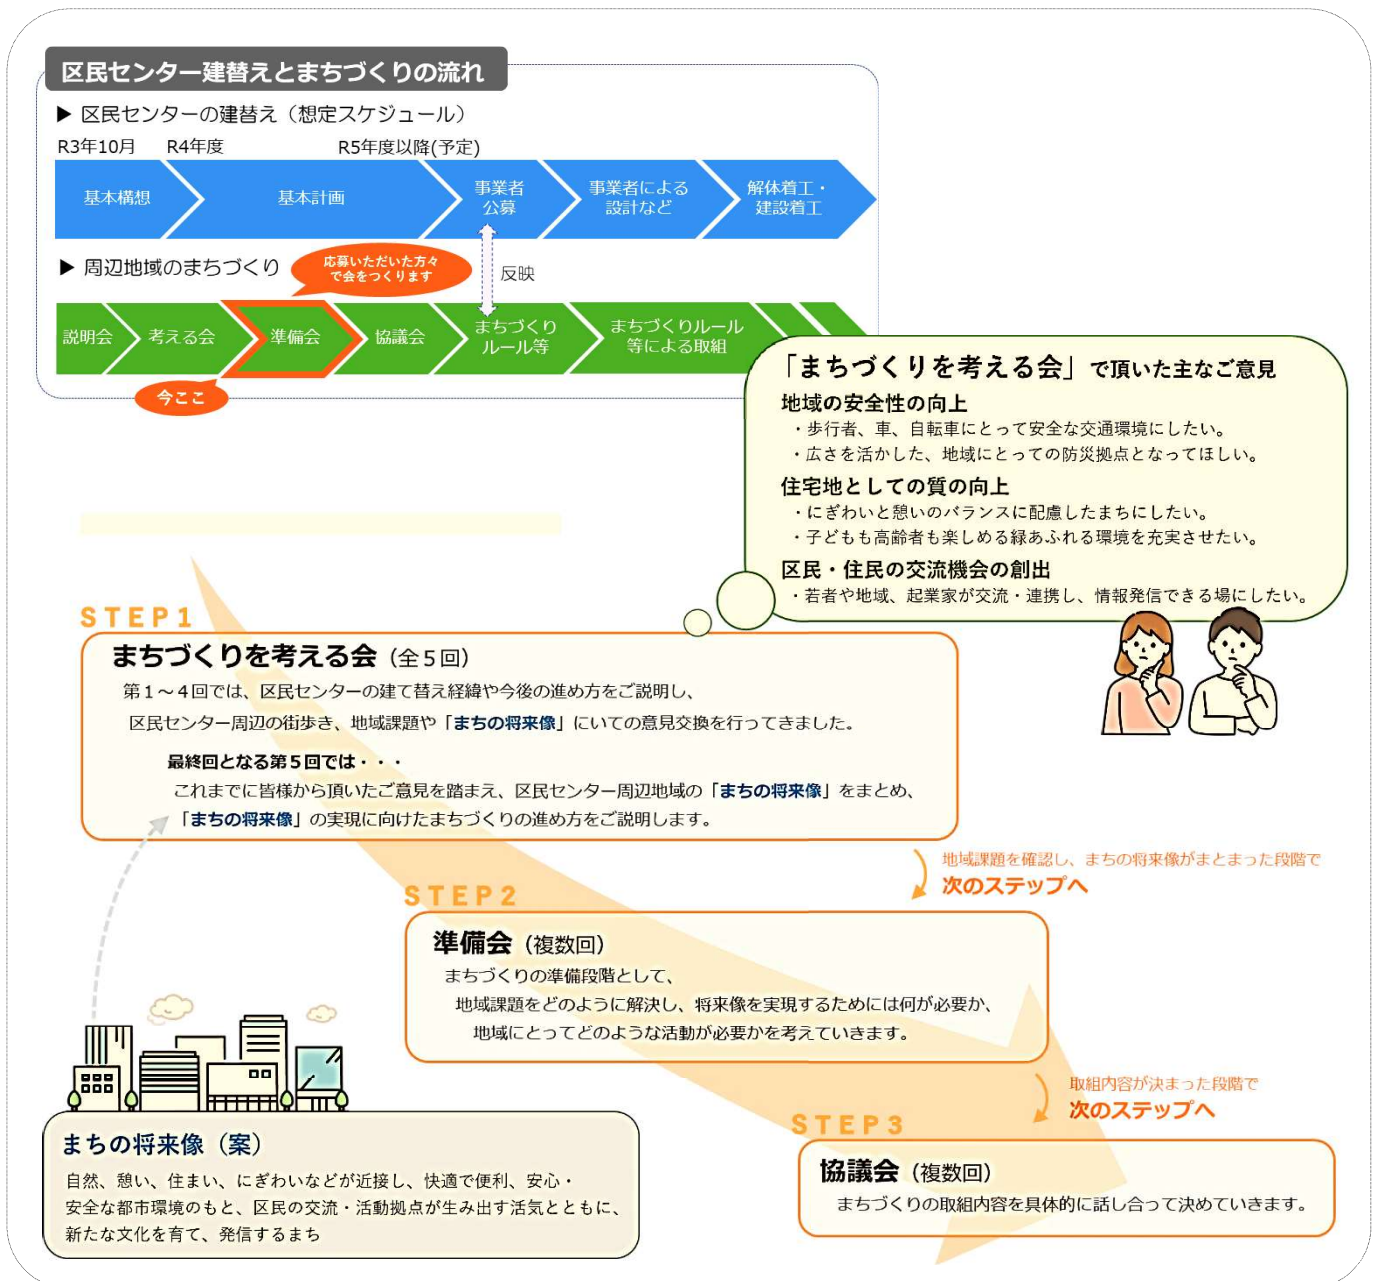 区民センター建替えとまちづくりの流れ
▶ 区民センターの建替え（想定スケジュール）
R3年10月 R4年度 R5年度以降(予定)
基本構想
基本計画
事業者
公募
事業者による
設計など
解体着工・
建設着工
▶ 周辺地域のまちづくり
応募いただいた方々
で会をつくります
反映
説明会
考える会
準備会
協議会
まちづくり
ルール等
まちづくりルール
等による取組
今ここ
「まちづくりを考える会」で頂いた主なご意見
地域の安全性の向上
・歩行者、車、自転車にとって安全な交通環境にしたい。
・広さを活かした、地域にとっての防災拠点となってほしい。
住宅地としての質の向上
・にぎわいと憩いのバランスに配慮したまちにしたい。
・子どもも高齢者も楽しめる緑あふれる環境を充実させたい。
区民・住民の交流機会の創出
・若者や地域、起業家が交流・連携し、情報発信できる場にしたい。
STEP1
まちづくりを考える会（全５回）
第１～４回では、区民センターの建て替え経緯や今後の進め方をご説明し、
区民センター周辺の街歩き、地域課題や「まちの将来像」にいての意見交換を行ってきました。
最終回となる第５回では・・・
これまでに皆様から頂いたご意見を踏まえ、区民センター周辺地域の「まちの将来像」をまとめ、
「まちの将来像」の実現に向けたまちづくりの進め方をご説明します。
地域課題を確認し、まちの将来像がまとまった段階で
次のステップへ
STEP2
準備会（複数回）
まちづくりの準備段階として、
地域課題をどのように解決し、将来像を実現するためには何が必要か、
地域にとってどのような活動が必要かを考えていきます。
取組内容が決まった段階で
次のステップへ
STEP3
協議会（複数回）
まちづくりの取組内容を具体的に話し合って決めていきます。
まちの将来像（案）
自然、憩い、住まい、にぎわいなどが近接し、快適で便利、安心・
安全な都市環境のもと、区民の交流・活動拠点が生み出す活気とともに、
新たな文化を育て、発信するまち